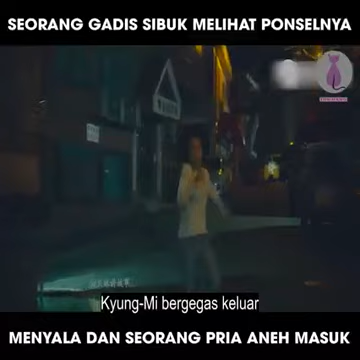 SEORANG GADIS SIBUK MELIHAT PONSELNYA
Kyung-Mi bergegas keluar
MENYALA DAN SEORANG PRIA ANEH MASUK